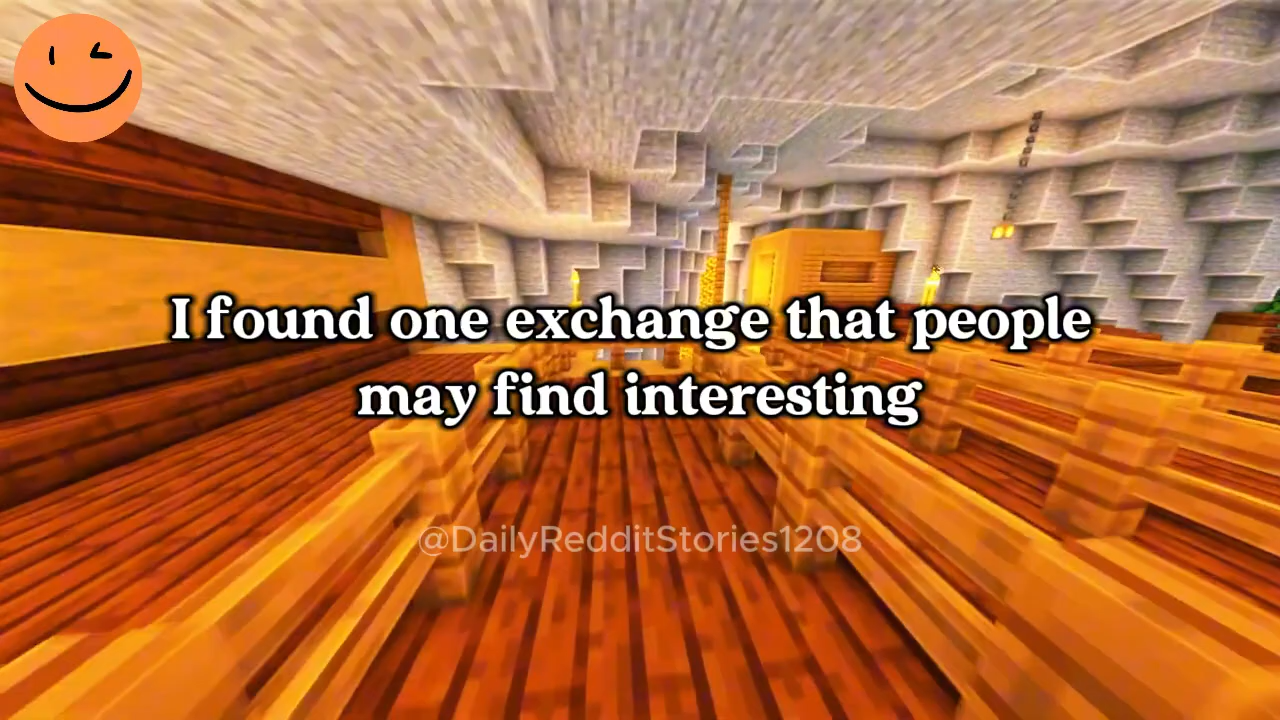 I found one exchange that people
may find interesting
@DailyRedditStories1208